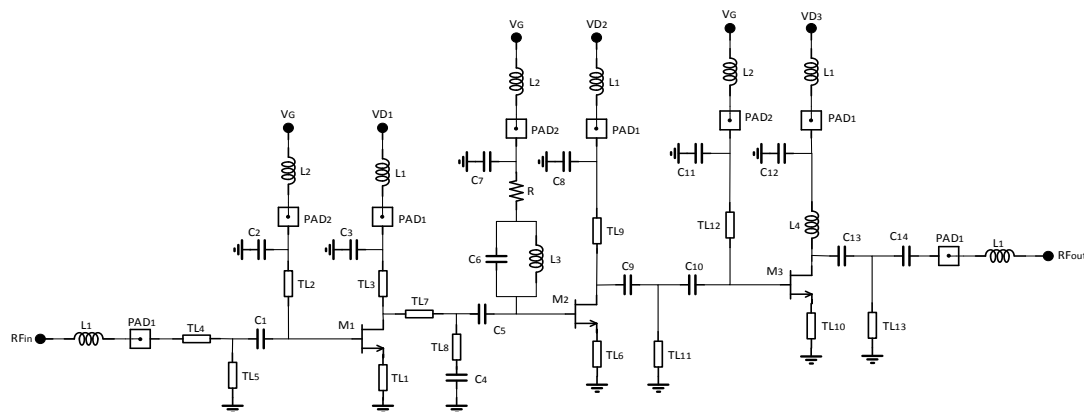 VG
VD3
VG
VD2
L2
L1
L2
L1
PAD2
PAD1
VG
VD1
PAD2
PAD1
C11
C12
C7
C8
L2
L1
R
PAD2
PAD1
TL12
L4
TL9
C2
C3
C6
L3
C13
C14
PAD1
L1
RFout
TL2
TL3
C9
C10
M3
TL7
M2
L1
PAD1
TL4
C1
M1
C5
TL10
TL13
RFin
TL8
TL6
TL11
TL5
TL1
C4